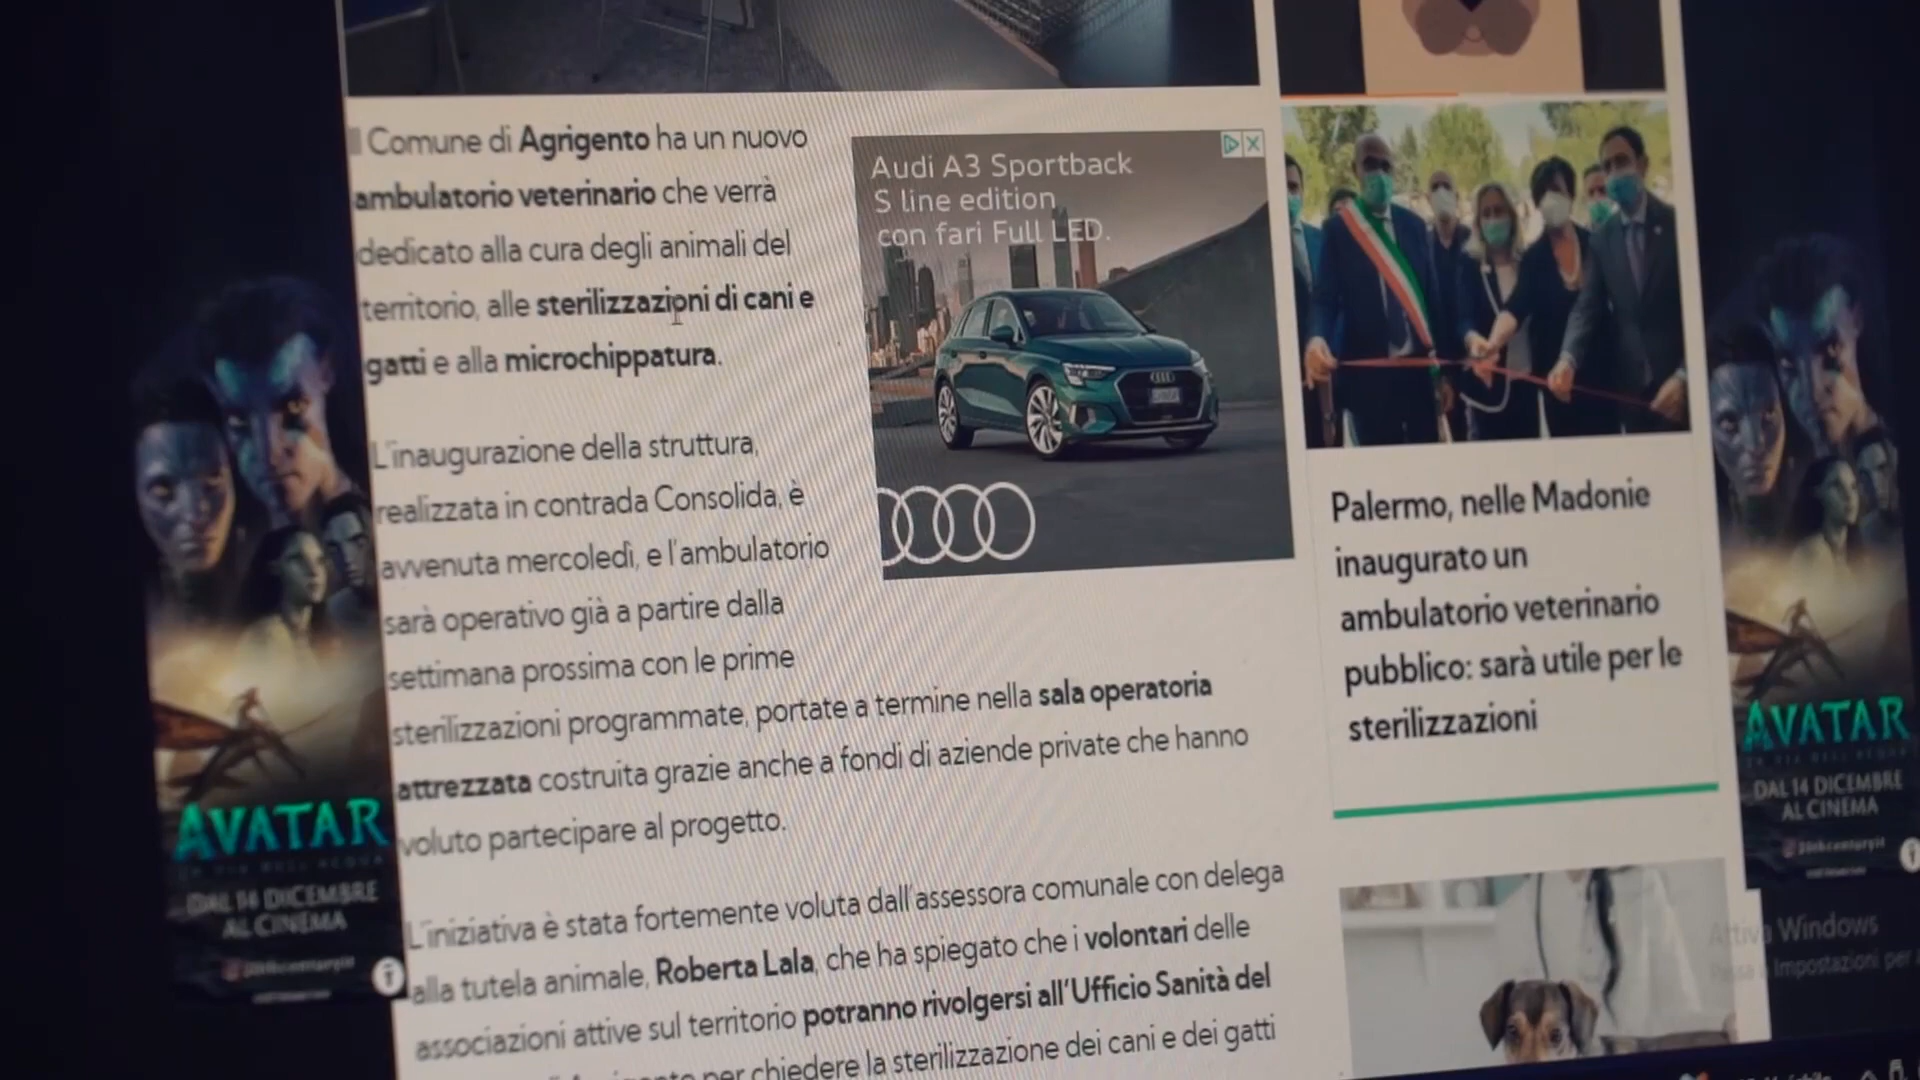 Il Comune di Agrigento ha un nuovo
ambulatorio veterinario che verrà
dedicato alla cura degli animali del
territorio, alle sterilizzazioni di cani e
gatti e alla microchippatura.
L'inaugurazione della struttura,
realizzata in contrada Consolida, è
avvenuta mercoledì, e l'ambulatorio
sarà operativo già a partire dalla
settimana prossima con le prime
sterilizzazioni programmate, portate a termine nella sala operatoria
attrezzata costruita grazie anche a fondi di aziende private che hanno
voluto partecipare al progetto.
L'iniziativa è stata fortemente voluta dall'assessora comunale con delega
alla tutela animale, Roberta Lala, che ha spiegato che i volontari delle
associazioni attive sul territorio potranno rivolgersi all'Ufficio Sanità del
per chiedere la sterilizzazione dei cani e dei gatti
Audi A3 Sportback
S line edition
con fari Full LED.
Palermo, nelle Madonie
inaugurato un
ambulatorio veterinario
pubblico: sarà utile per le
sterilizzazioni
AVATAR
DAL 14 DICEMBRE
AL CINEMA
AVATAR
DAL 14 DICEMBRE
AL CINEMA
Attiva Windows
Impostazioni per